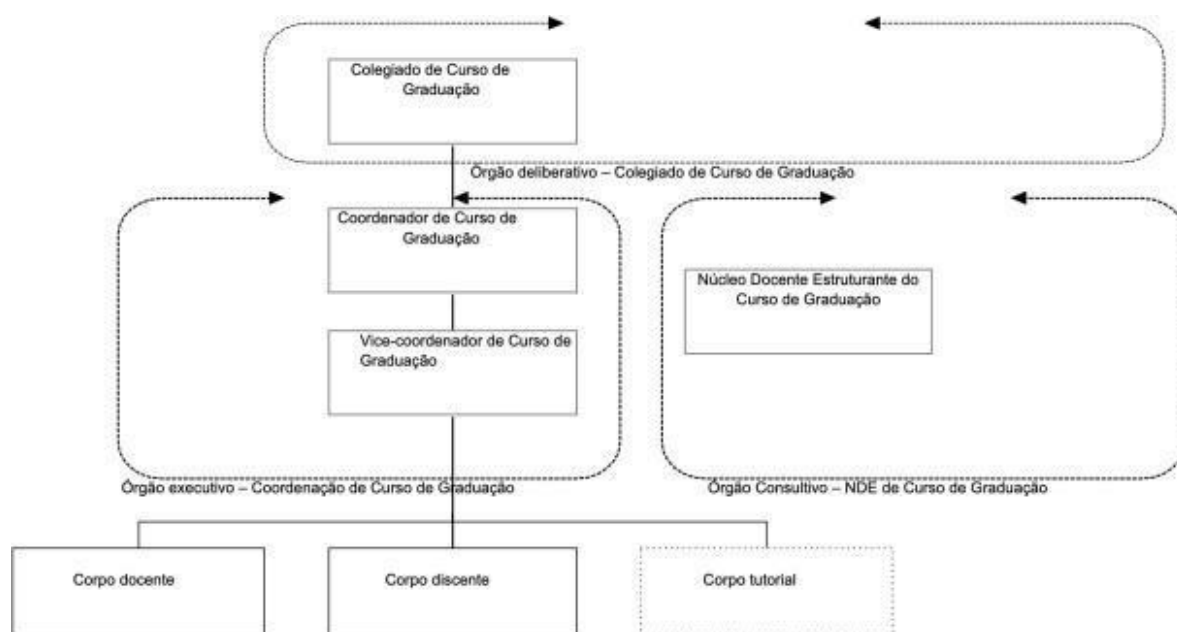 Colegiado de Curso de
Graduação
Órgão deliberativo – Colegiado de Curso de Graduação
Coordenador de Curso de
Graduação
Núcleo Docente Estruturante do
Curso de Graduação
Vice-coordenador de Curso de
Graduação
Órgão executivo – Coordenação de Curso de Graduação
Órgão Consultivo – NDE de Curso de Graduação
Corpo docente
Corpo discente
Corpo tutorial